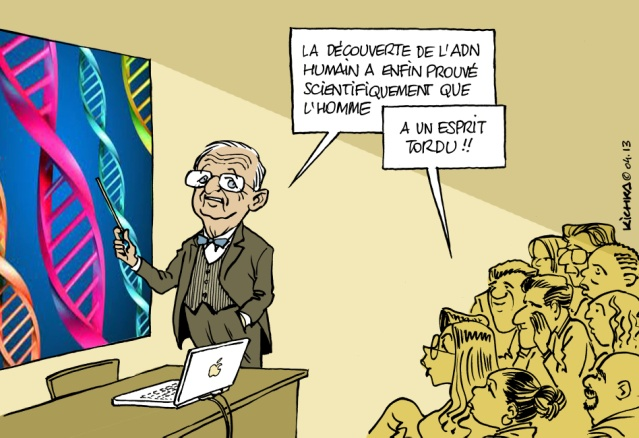 LA DÉCOUVERTE DE L'ADN
HUMAIN A ENFIN PROUVÉ
SCIENTIFIQUEMENT QUE
L'HOMME
A UN ESPRIT
TORDU !!
KICHKA © 04.13